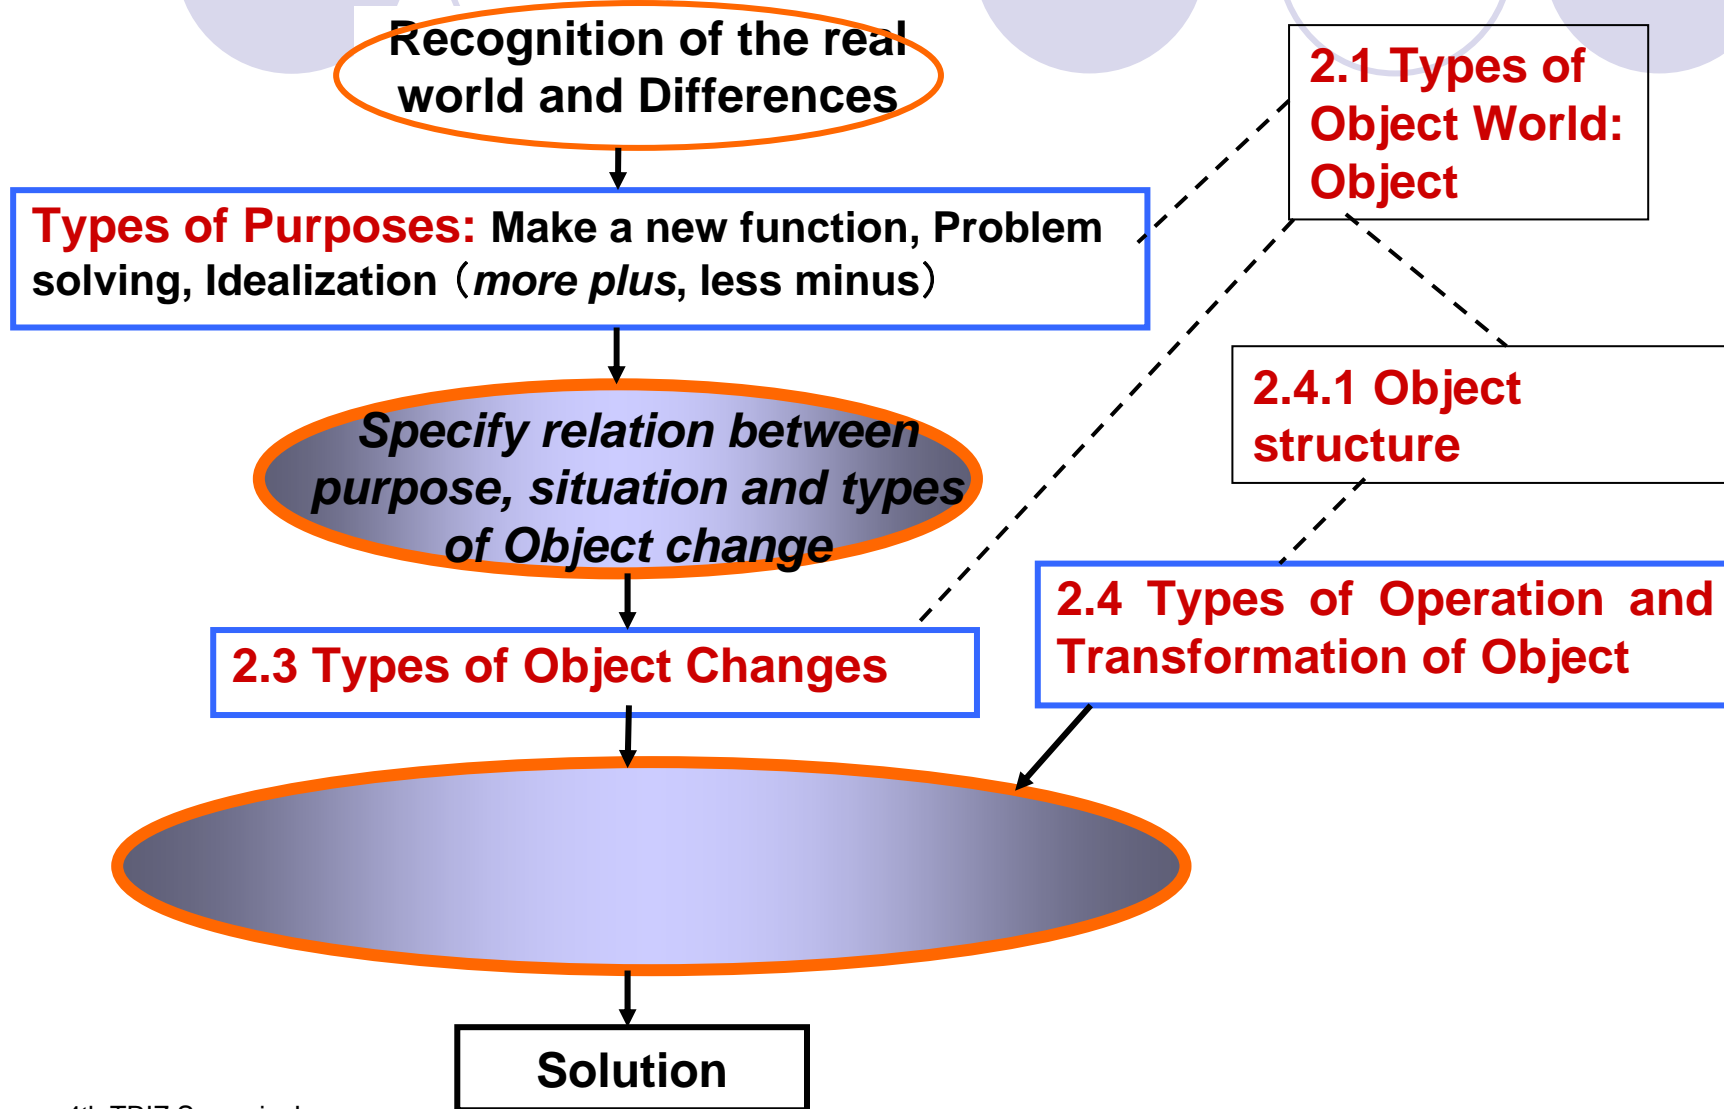 Recognition of the real
world and Differences
2.1 Types of
Object World:
Object
Types of Purposes: Make a new function, Problem
solving, Idealization（more plus, less minus）
Specify relation between
purpose, situation and types
of Object change
2.4.1 Object
structure
2.3 Types of Object Changes
2.4 Types of Operation and
Transformation of Object
Solution
4th TRIZ